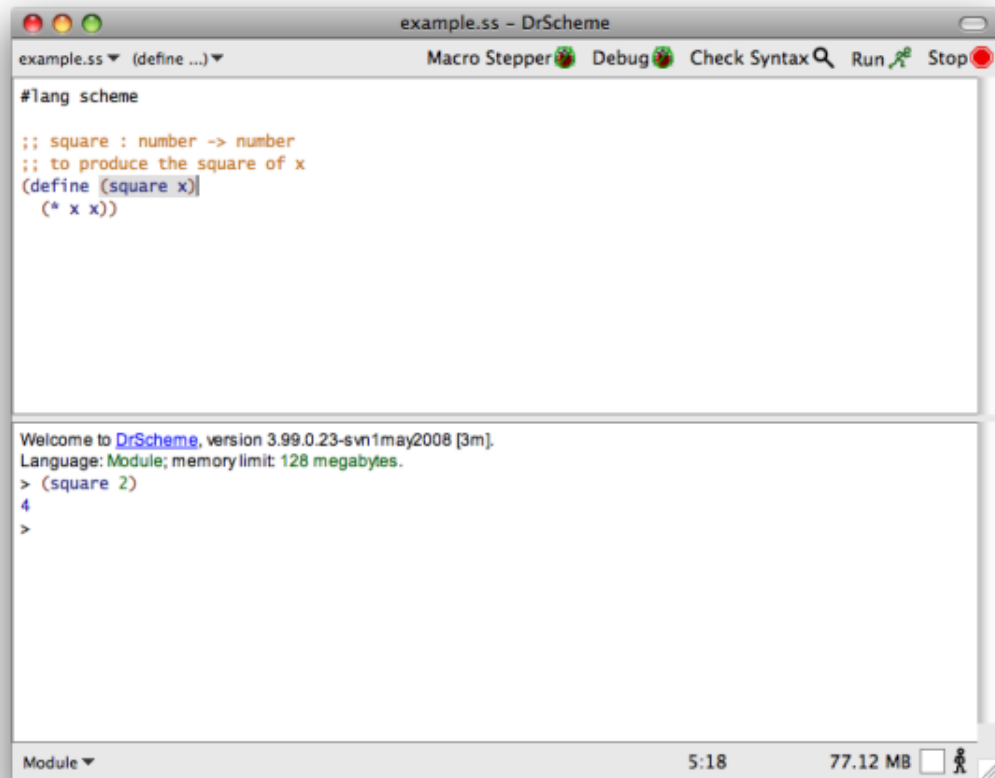 example.ss - DrScheme
example.ss (define ...) Macro Stepper Debug Check Syntax Run Stop
#lang scheme
;; square : number -> number
;; to produce the square of x
(define (square x)
(* x x))
Welcome to DrScheme, version 3.99.0.23-svn1may2008 [3m].
Language: Module; memory limit: 128 megabytes.
> (square 2)
4
>
Module 5:18 77.12 MB